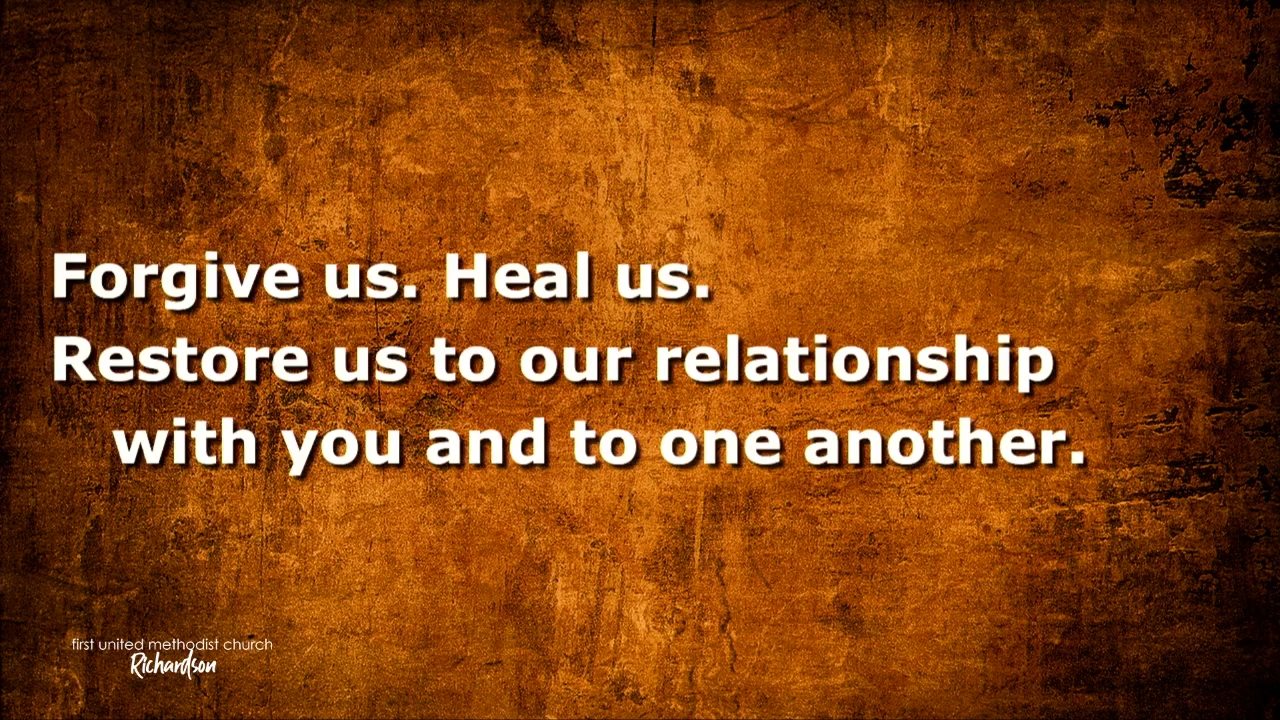 Forgive us. Heal us.
Restore us to our relationship
with you and to one another.
first united methodist church
Richardson